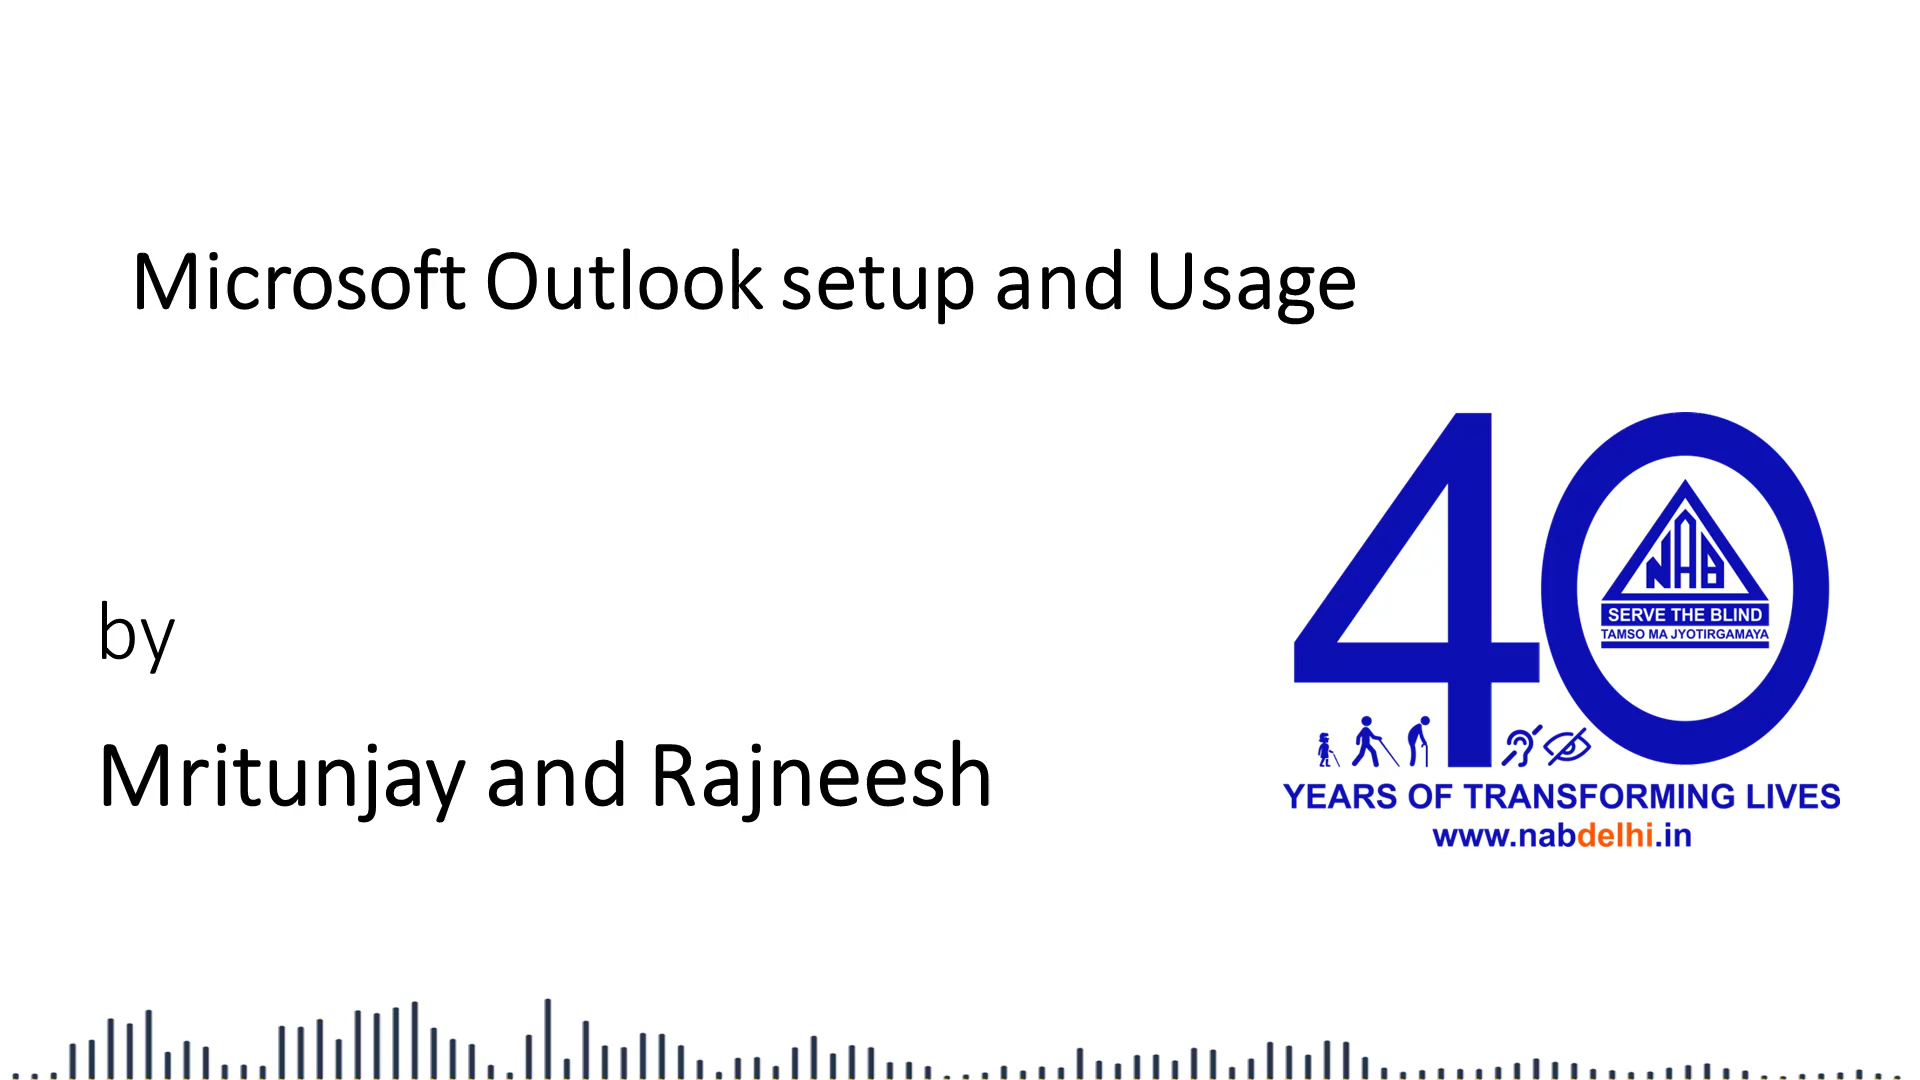 Microsoft Outlook setup and Usage
by
Mritunjay and Rajneesh
40
NAB
SERVE THE BLIND
TAMSO MA JYOTIRGAMAYA
YEARS OF TRANSFORMING LIVES
www.nabdelhi.in